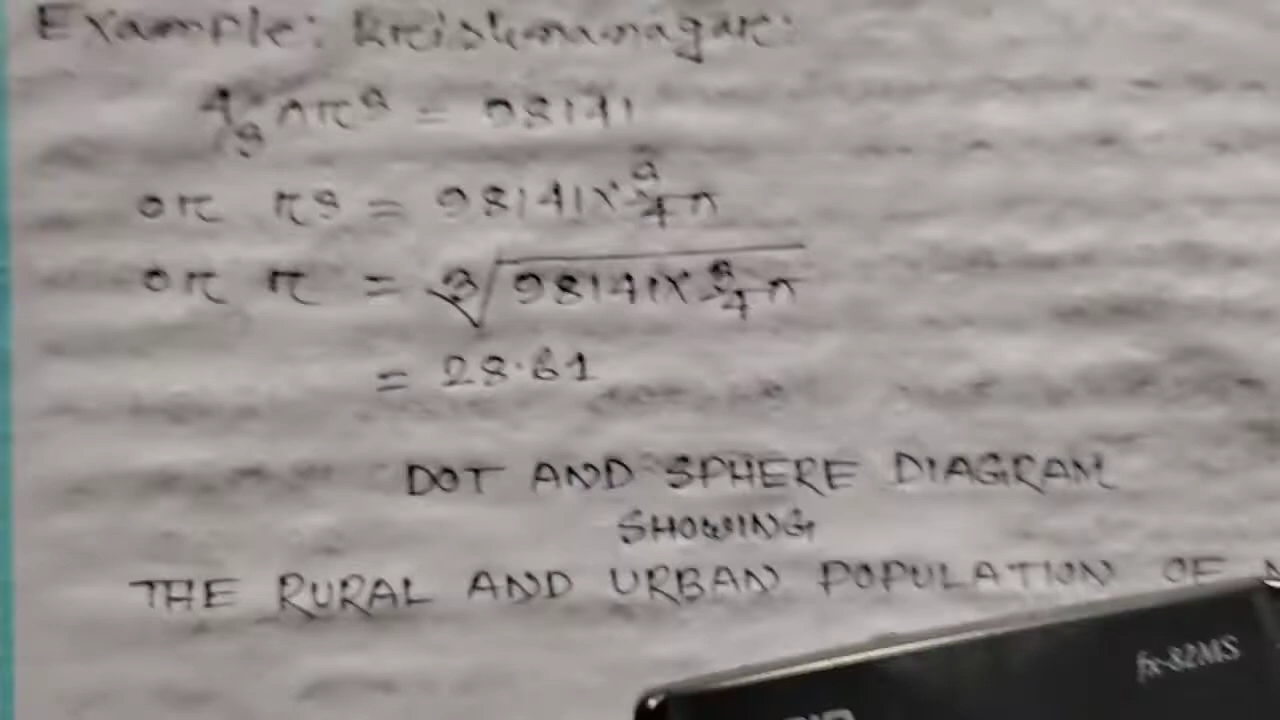 Example: Kreishnanagar:
4/3 πr³ = 98141
or r³ = 98141 × 3/4π
or r = ∛98141 × 3/4π
= 28.61
DOT AND SPHERE DIAGRAM
SHOWING
THE RURAL AND URBAN POPULATION OF
fx-82MS